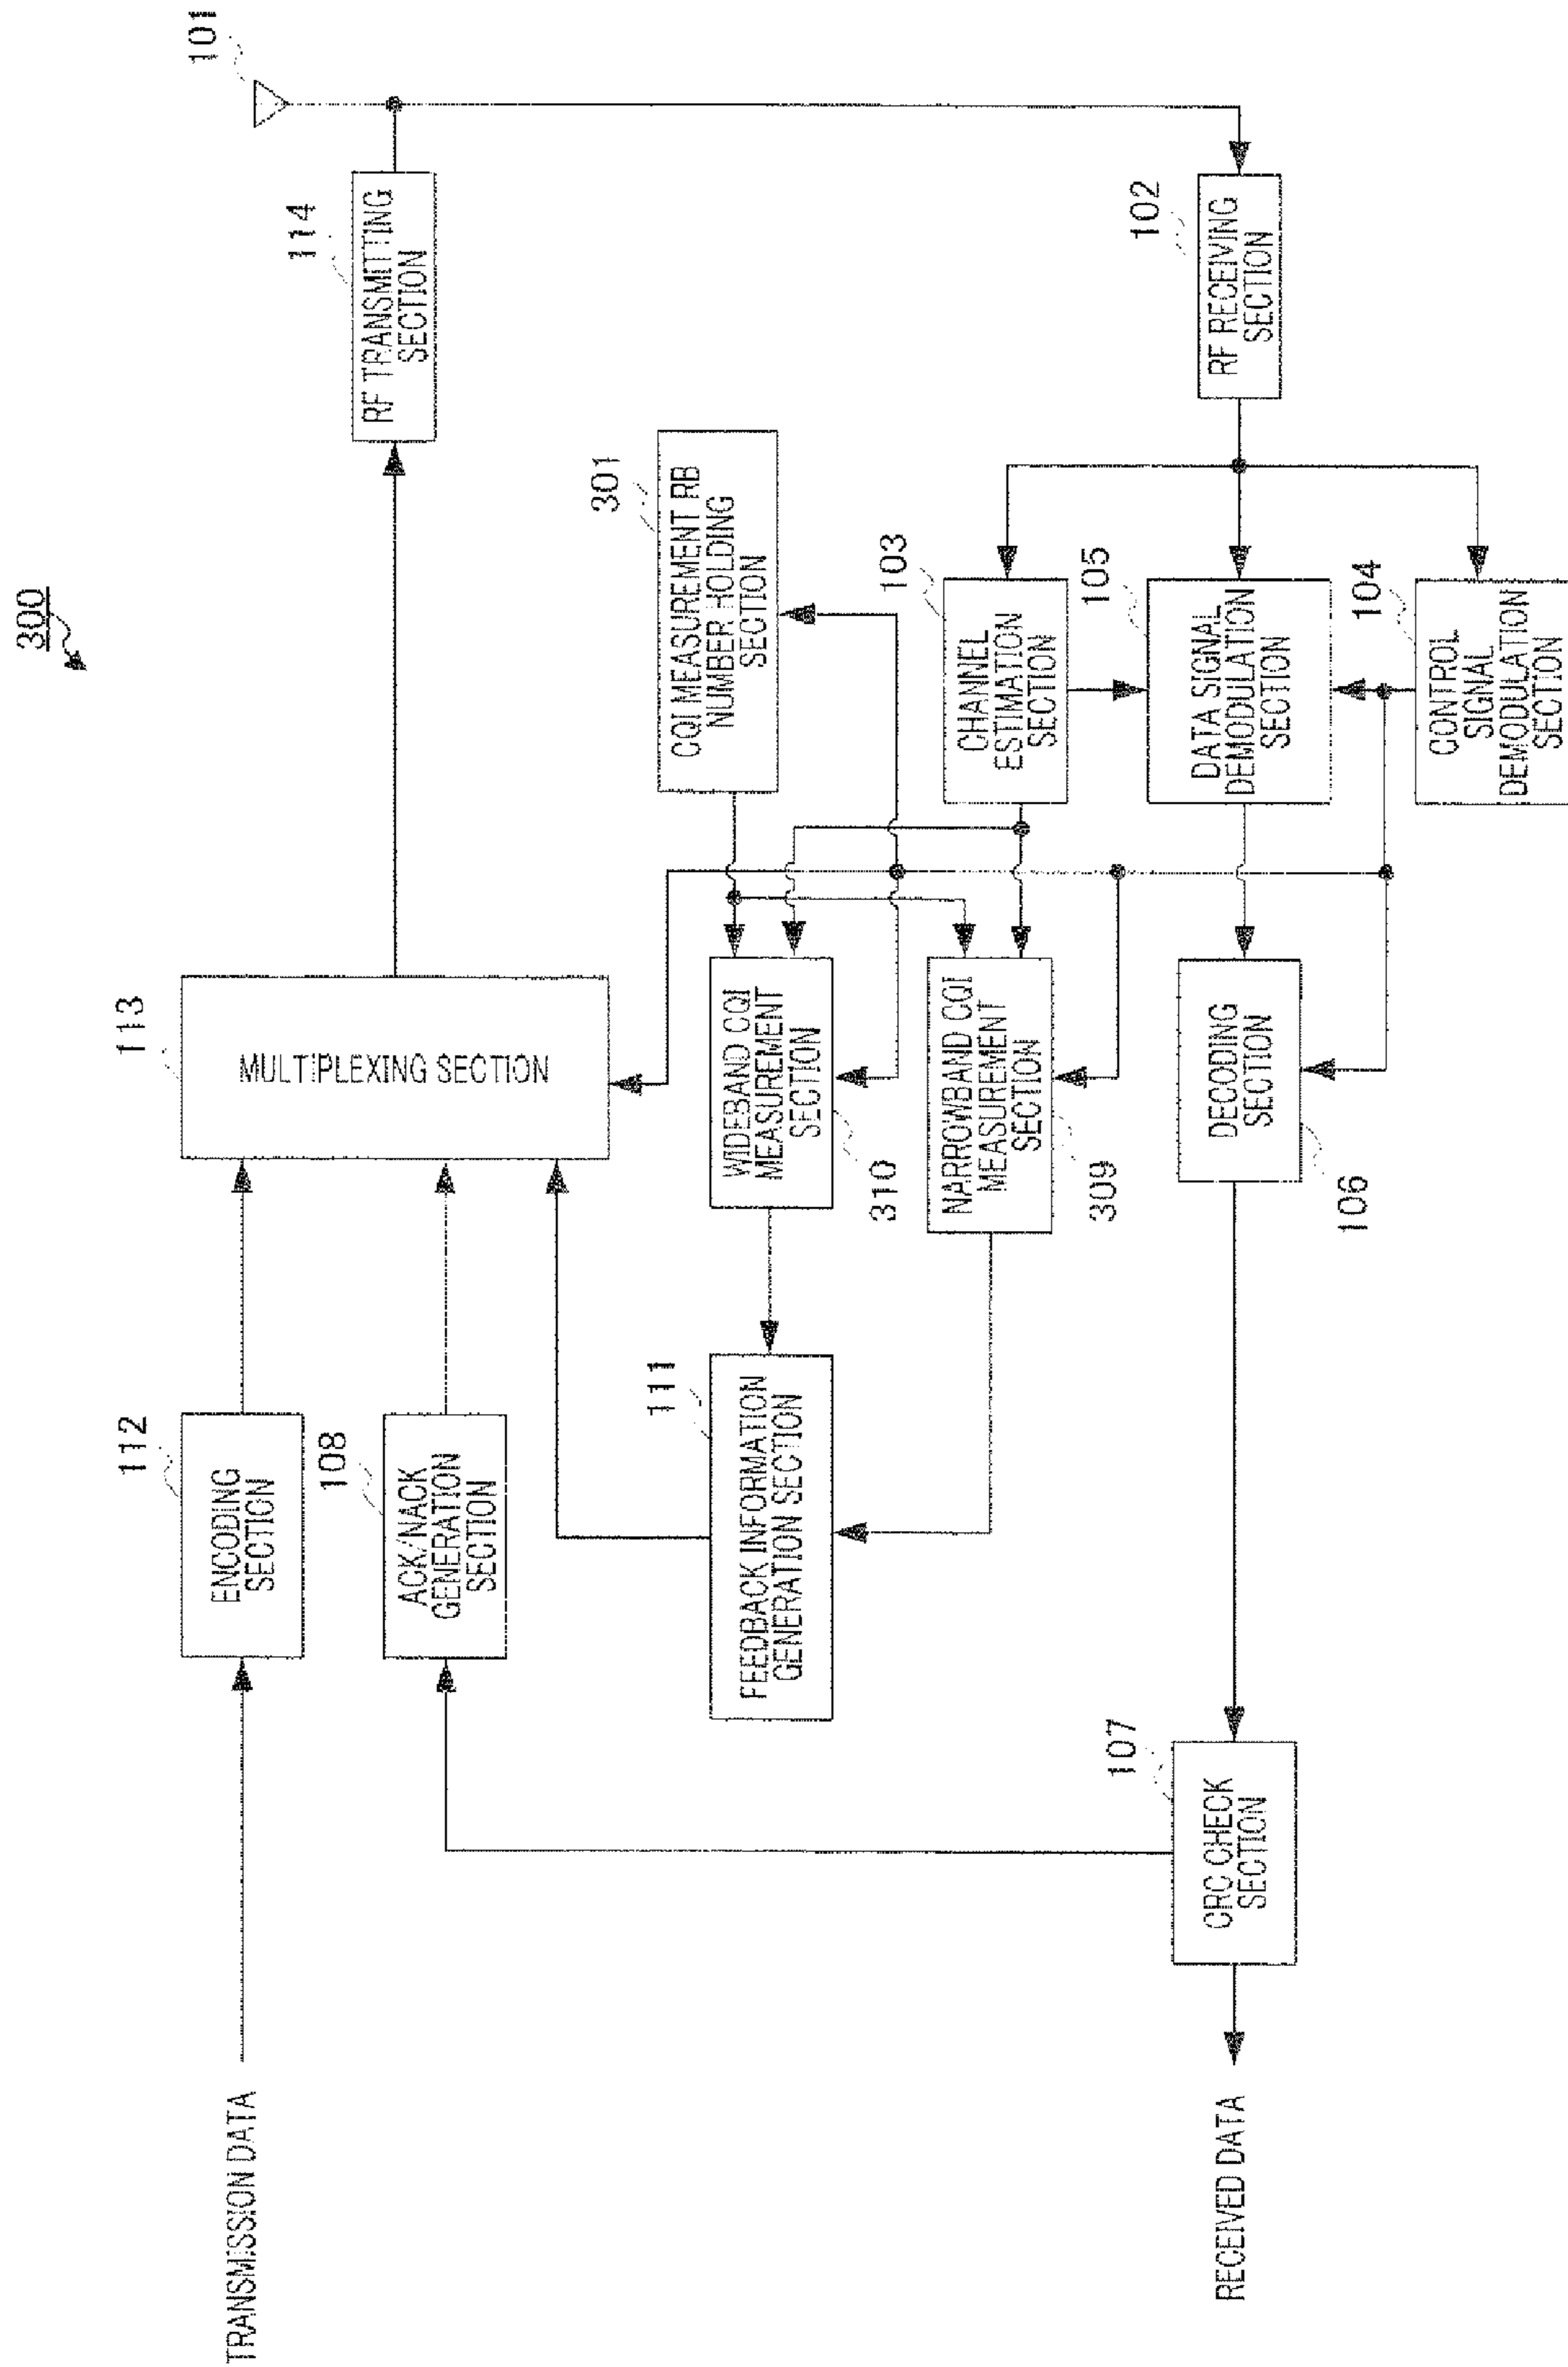 300
TRANSMISSION DATA
112
ENCODING
SECTION
113
MULTIPLEXING SECTION
114
RF TRANSMITTING
SECTION
101
108
ACK/NACK
GENERATION
SECTION
111
FEEDBACK INFORMATION
GENERATION SECTION
WIDEBAND CQI
MEASUREMENT
SECTION
310
301
CQI MEASUREMENT RB
NUMBER HOLDING
SECTION
NARROWBAND CQI
MEASUREMENT
SECTION
309
103
CHANNEL
ESTIMATION
SECTION
102
RF RECEIVING
SECTION
105
DATA SIGNAL
DEMODULATION
SECTION
104
CONTROL
SIGNAL
DEMODULATION
SECTION
DECODING
SECTION
106
107
CRC CHECK
SECTION
RECEIVED DATA